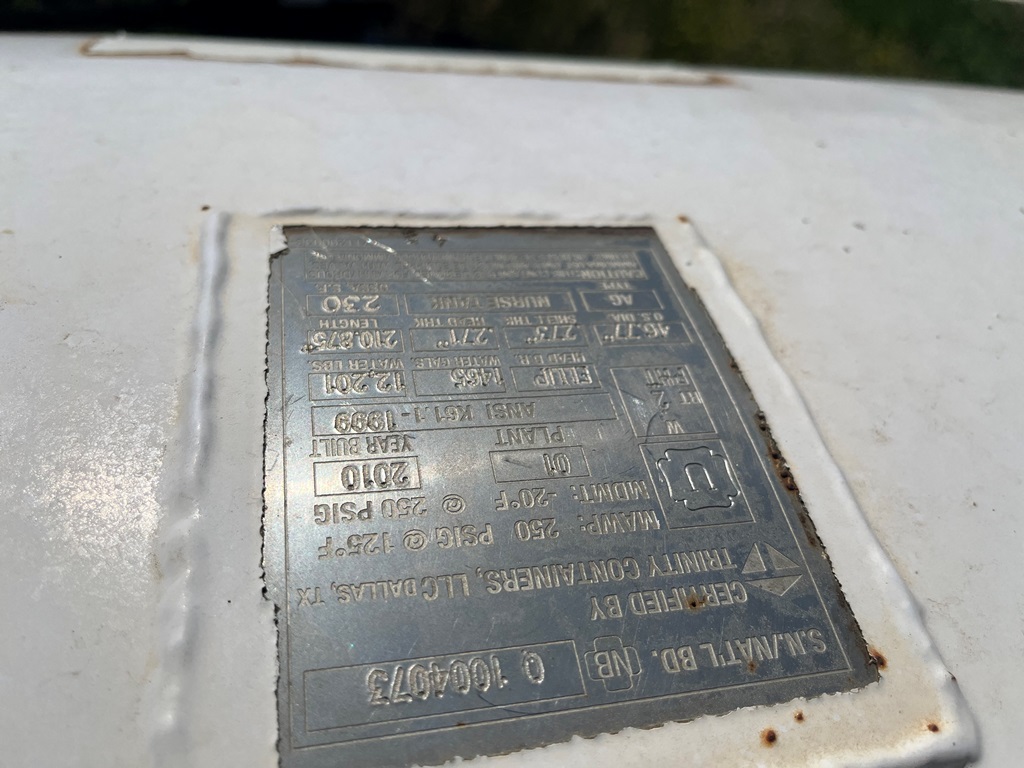 S.N./NAT'L BD. NB Q 1004073
CERTIFIED BY
TRINITY CONTAINERS, LLC DALLAS, TX
MAWP: 250 PSIG @ 125°F
U MDMT: -20°F @ 250 PSIG
01 2010
PLANT YEAR BUILT
W
RT 2
ANSI K61.1-1999
ELLIP 1465 12,201
HEAD D.R. WATER GALS. WATER LBS.
46.77" .273" .271" 210.875"
O.S. DIA. SHELL THK HEAD THK LENGTH
AG NURSE TANK 230
TYPE
CAUTION: